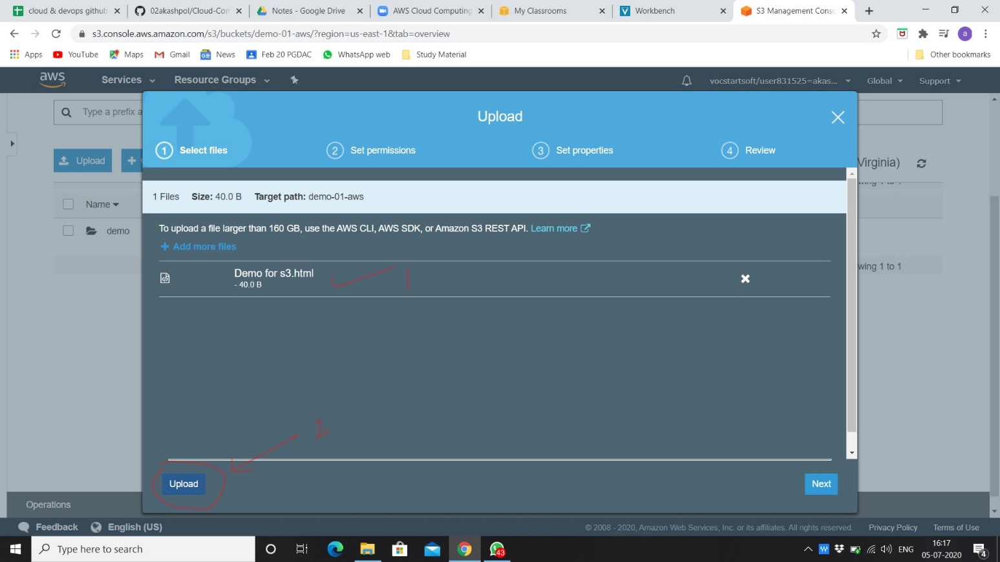 cloud & devops github
02akashpol/Cloud-Con
Notes - Google Drive
AWS Cloud Computing
My Classrooms
Workbench
S3 Management Conso
s3.console.aws.amazon.com/s3/buckets/demo-01-aws/?region=us-east-1&tab=overview
a
Apps
YouTube
Maps
Gmail
News
Feb 20 PGDAC
WhatsApp web
Study Material
Other bookmarks
aws
Services
Resource Groups
vocstartsoft/user831525=akas...
Global
Support
Type a prefix a
Upload
1 Select files
2 Set permissions
3 Set properties
4 Review
Upload
Virginia)
1 Files Size: 40.0 B Target path: demo-01-aws
Name
To upload a file larger than 160 GB, use the AWS CLI, AWS SDK, or Amazon S3 REST API. Learn more
demo
Add more files
wing 1 to 1
Demo for s3.html
- 40.0 B
1
2
Upload
Next
Operations
Feedback
English (US)
© 2008 - 2020, Amazon Web Services, Inc. or its affiliates. All rights reserved.
Privacy Policy
Terms of Use
Type here to search
43
ENG
16:17
05-07-2020
4